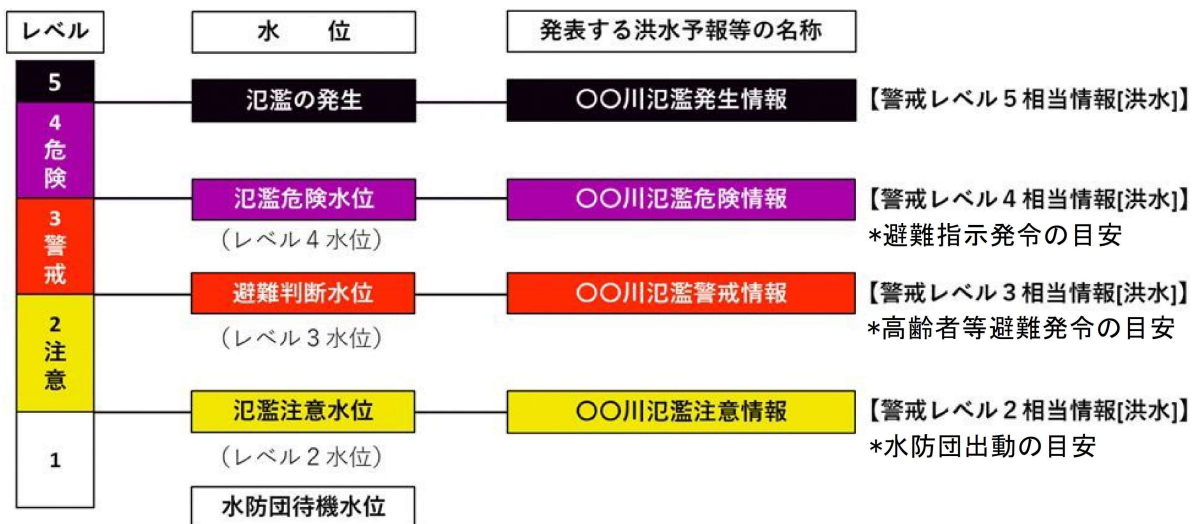 レベル
水　位
発表する洪水予報等の名称
5
氾濫の発生
〇〇川氾濫発生情報
【警戒レベル５相当情報[洪水]】
4
危
険
氾濫危険水位
〇〇川氾濫危険情報
【警戒レベル４相当情報[洪水]】
（レベル４水位）
*避難指示発令の目安
3
警
戒
避難判断水位
〇〇川氾濫警戒情報
【警戒レベル３相当情報[洪水]】
（レベル３水位）
*高齢者等避難発令の目安
2
注
意
氾濫注意水位
〇〇川氾濫注意情報
【警戒レベル２相当情報[洪水]】
（レベル２水位）
*水防団出動の目安
1
水防団待機水位